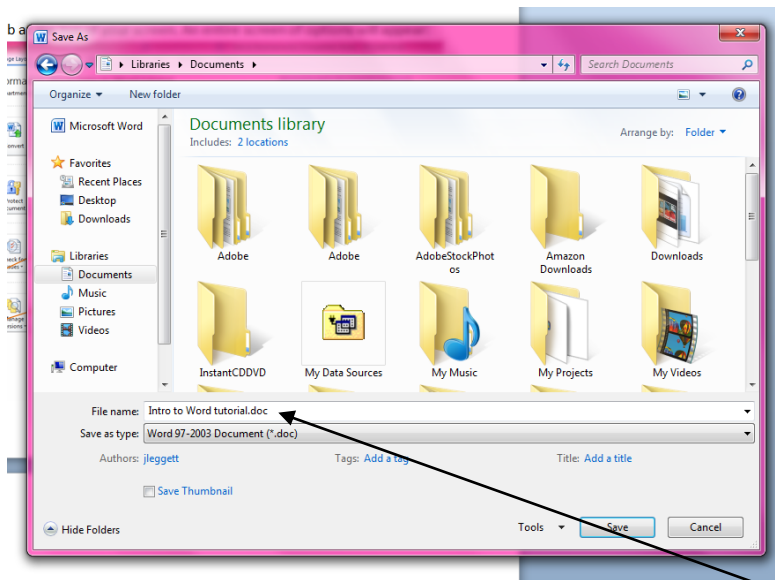 b a
Save As
Libraries Documents
Search Documents
Organize New folder
Microsoft Word
Favorites
Recent Places
Desktop
Downloads
Libraries
Documents
Music
Pictures
Videos
Computer
Documents library
Includes: 2 locations
Arrange by: Folder
Adobe Adobe AdobeStockPhot Amazon Downloads
os Downloads
InstantCDDVD My Data Sources My Music My Projects My Videos
File name: Intro to Word tutorial.doc
Save as type: Word 97-2003 Document (*.doc)
Authors: jleggett Tags: Add a tag Title: Add a title
Save Thumbnail
Hide Folders Tools Save Cancel